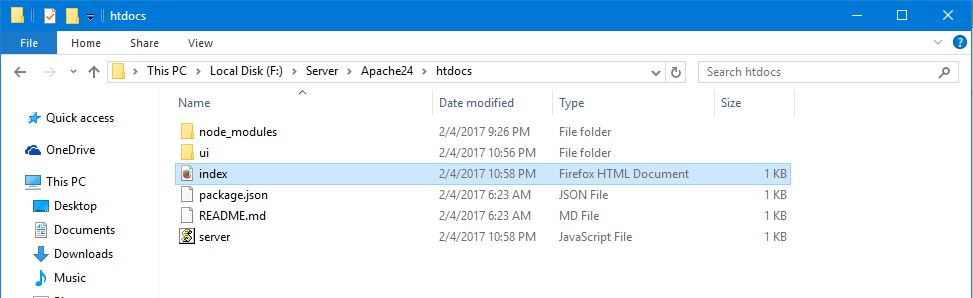 htdocs
File Home Share View
This PC Local Disk (F:) Server Apache24 htdocs Search htdocs
Name Date modified Type Size
Quick access
OneDrive
This PC
Desktop
Documents
Downloads
Music
node_modules 2/4/2017 9:26 PM File folder
ui 2/4/2017 10:56 PM File folder
index 2/4/2017 10:58 PM Firefox HTML Document 1 KB
package.json 2/4/2017 6:23 AM JSON File 1 KB
README.md 2/4/2017 6:23 AM MD File 1 KB
server 2/4/2017 10:58 PM JavaScript File 1 KB